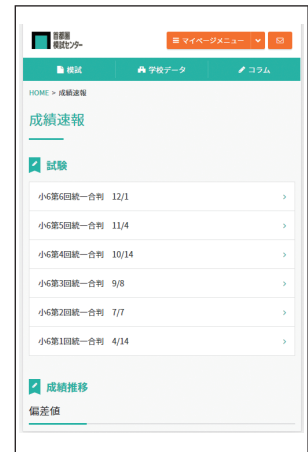 首都圏
模試センター
マイページメニュー
模試 学校データ コラム
HOME > 成績速報
成績速報
試験
小6第6回統一合判 12/1
小6第5回統一合判 11/4
小6第4回統一合判 10/14
小6第3回統一合判 9/8
小6第2回統一合判 7/7
小6第1回統一合判 4/14
成績推移
偏差値